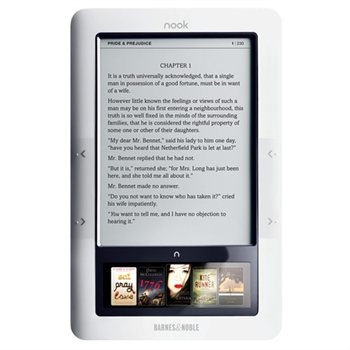 nook
PRIDE & PREJUDICE 1 | 230
CHAPTER 1
It is a truth universally acknowledged, that a single
man in possession of a good fortune, must be in want
of a wife.
However little known the feelings or views of such a
man may be on his first entering a neighbourhood, this
truth is so well fixed in the minds of the surrounding
families, that he is considered the rightful property of
some one or other of their daughters.
"My dear Mr. Bennet," said his lady to him one day,
"have you heard that Netherfield Park is let at last?"
Mr. Bennet replied that he had not.
"But it is," returned she; "for Mrs. Long has just been
here, and she told me all about it."
Mr. Bennet made no answer.
"Do you not want to know who has taken it?" cried
his wife impatiently.
"You want to tell me, and I have no objection to
hearing it."
n
eat
pray
love
1776
KITE
RUNNER
BARNES&NOBLE